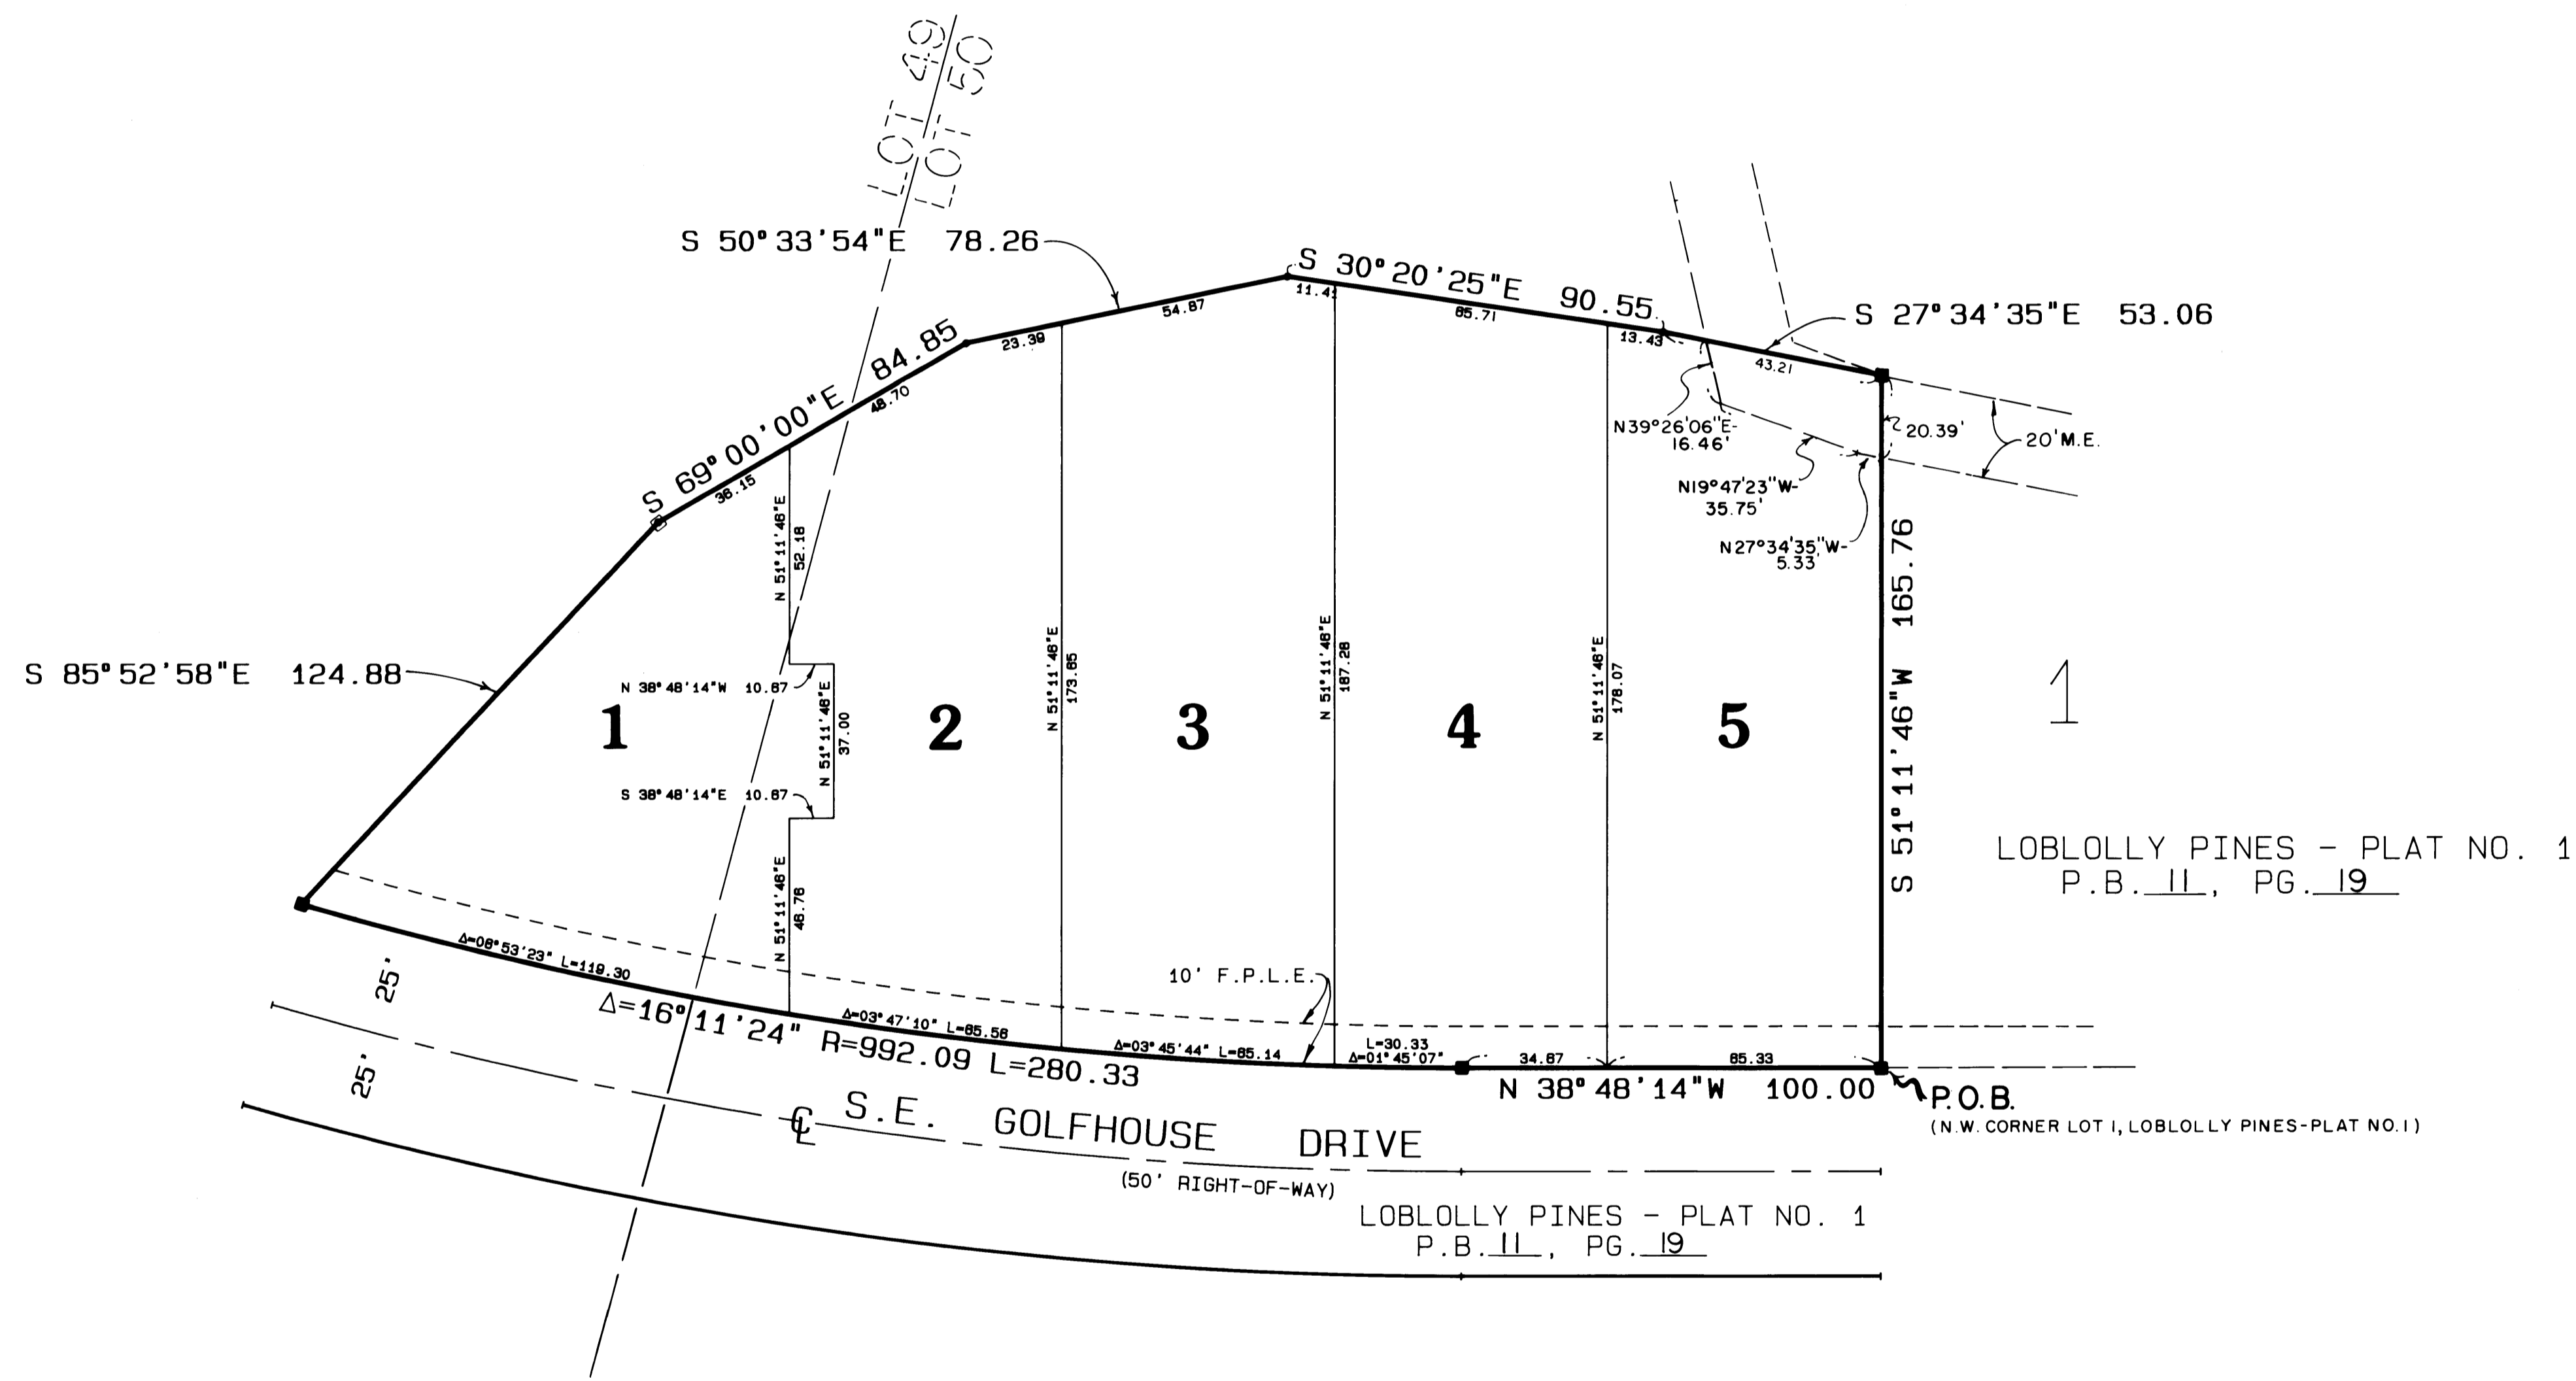 LOT 49
LOT 50
S 50°33'54"E 78.26
S 30°20'25"E 90.55
S 27°34'35"E 53.06
11.41
65.71
13.43
43.21
54.87
23.39
S 69°00'00"E 84.85
48.70
36.15
N39°26'06"E-
16.46'
20.39'
20'M.E.
N19°47'23"W-
35.75'
N27°34'35"W-
5.33'
N 51°11'46"E
52.18
S 85°52'58"E 124.88
N 38°48'14"W 10.67
N 51°11'46"E
37.00
S 38°48'14"E 10.67
N 51°11'46"E
46.76
N 51°11'46"E
173.65
N 51°11'46"E
187.26
N 51°11'46"E
178.07
S 51°11'46"W 165.76
1
2
3
4
5
1
LOBLOLLY PINES - PLAT NO. 1
P.B. 11, PG. 19
10' F.P.L.E.
Δ=06°53'23" L=119.30
Δ=03°47'10" L=65.56
Δ=03°45'44" L=65.14
L=30.33
Δ=01°45'07"
34.67
65.33
Δ=16°11'24" R=992.09 L=280.33
N 38°48'14"W 100.00
P.O.B.
(N.W. CORNER LOT 1, LOBLOLLY PINES-PLAT NO.1)
25'
25'
CL
S.E. GOLFHOUSE DRIVE
(50' RIGHT-OF-WAY)
LOBLOLLY PINES - PLAT NO. 1
P.B. 11, PG. 19